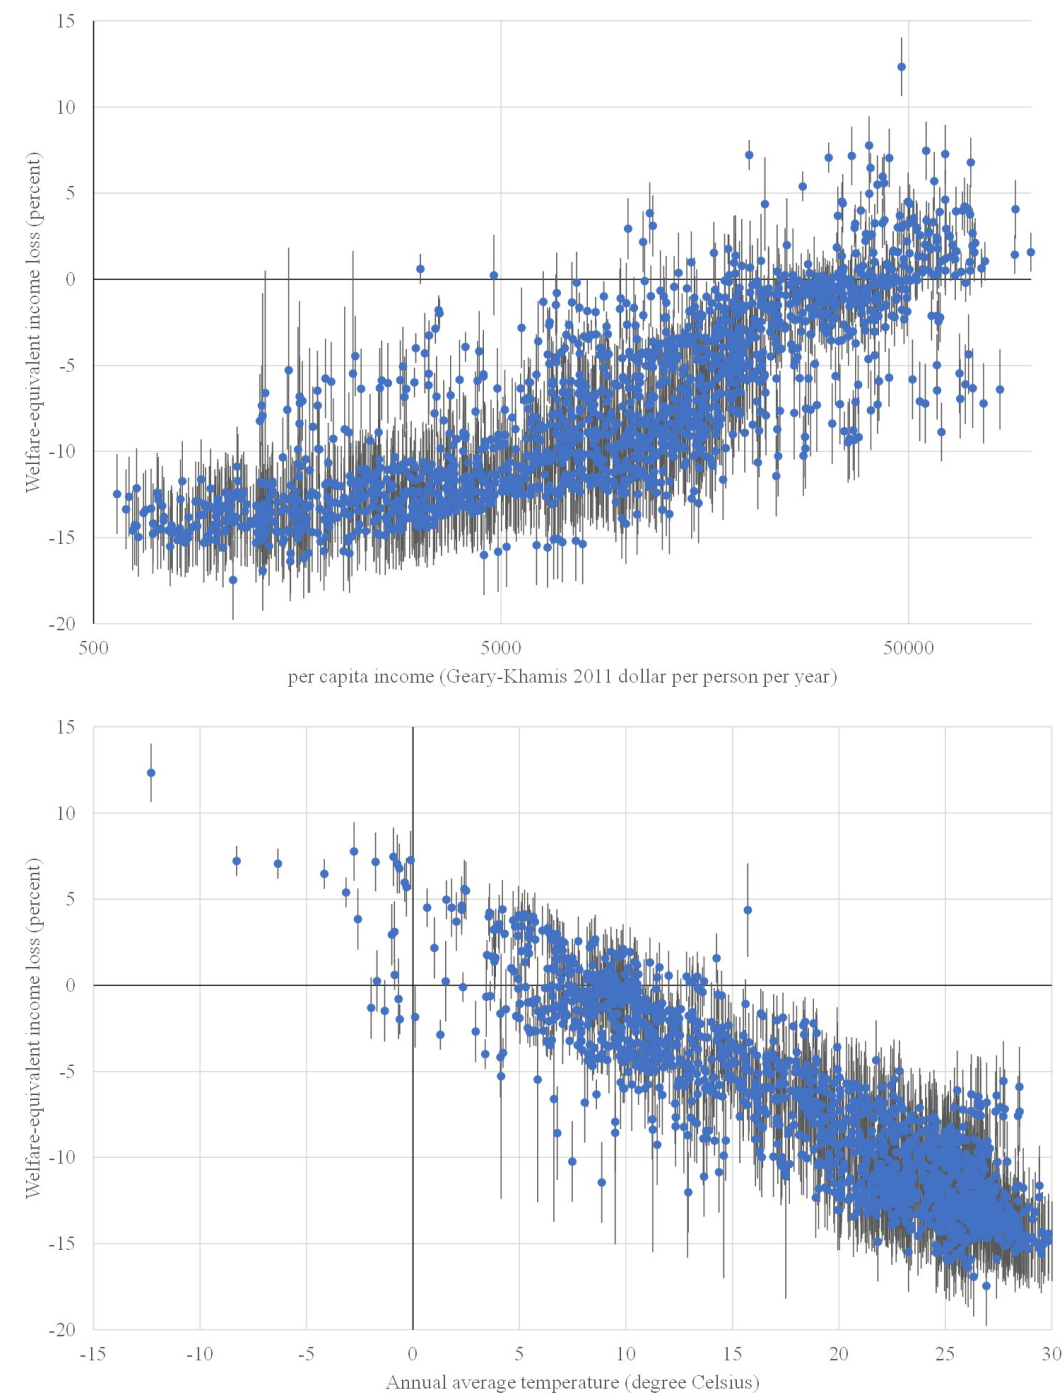 15
10
5
0
-5
-10
-15
-20
Welfare-equivalent income loss (percent)
500 5000 50000
per capita income (Geary-Khamis 2011 dollar per person per year)
15
10
5
0
-5
-10
-15
-20
Welfare-equivalent income loss (percent)
-15 -10 -5 0 5 10 15 20 25 30
Annual average temperature (degree Celsius)